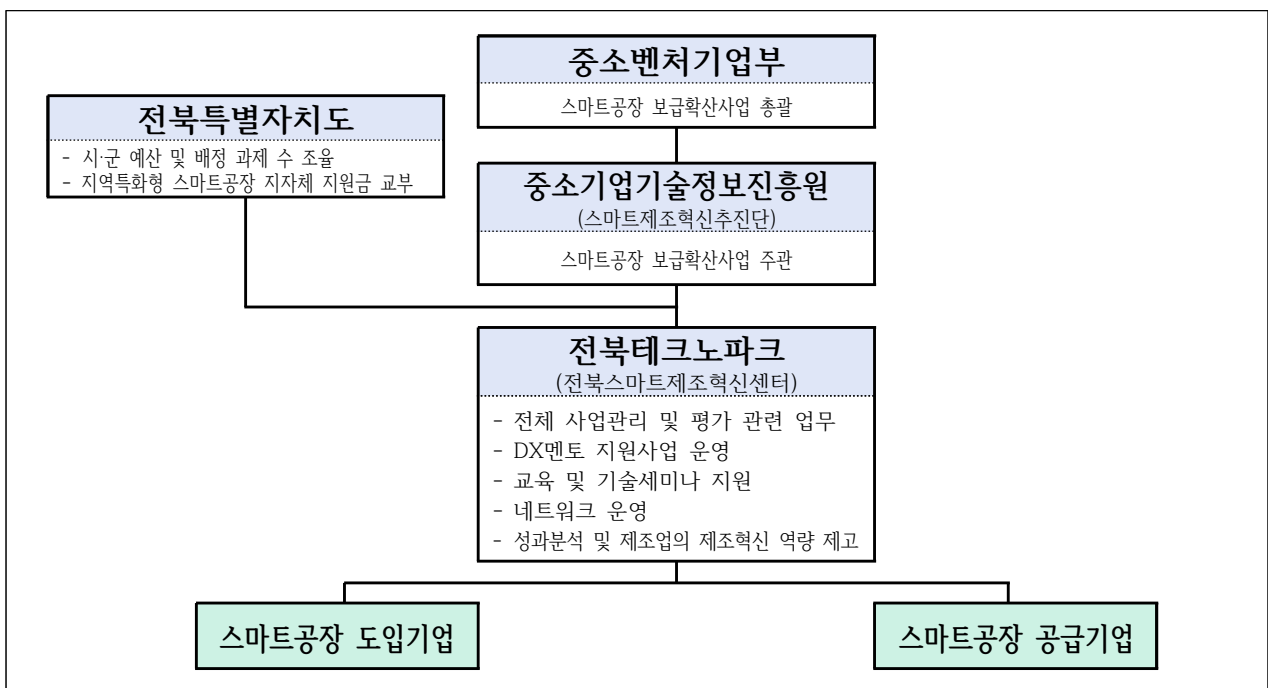 중소벤처기업부
스마트공장 보급확산사업 총괄
전북특별자치도
- 시·군 예산 및 배정 과제 수 조율
- 지역특화형 스마트공장 지자체 지원금 교부
중소기업기술정보진흥원
(스마트제조혁신추진단)
스마트공장 보급확산사업 주관
전북테크노파크
(전북스마트제조혁신센터)
- 전체 사업관리 및 평가 관련 업무
- DX멘토 지원사업 운영
- 교육 및 기술세미나 지원
- 네트워크 운영
- 성과분석 및 제조업의 제조혁신 역량 제고
스마트공장 도입기업
스마트공장 공급기업